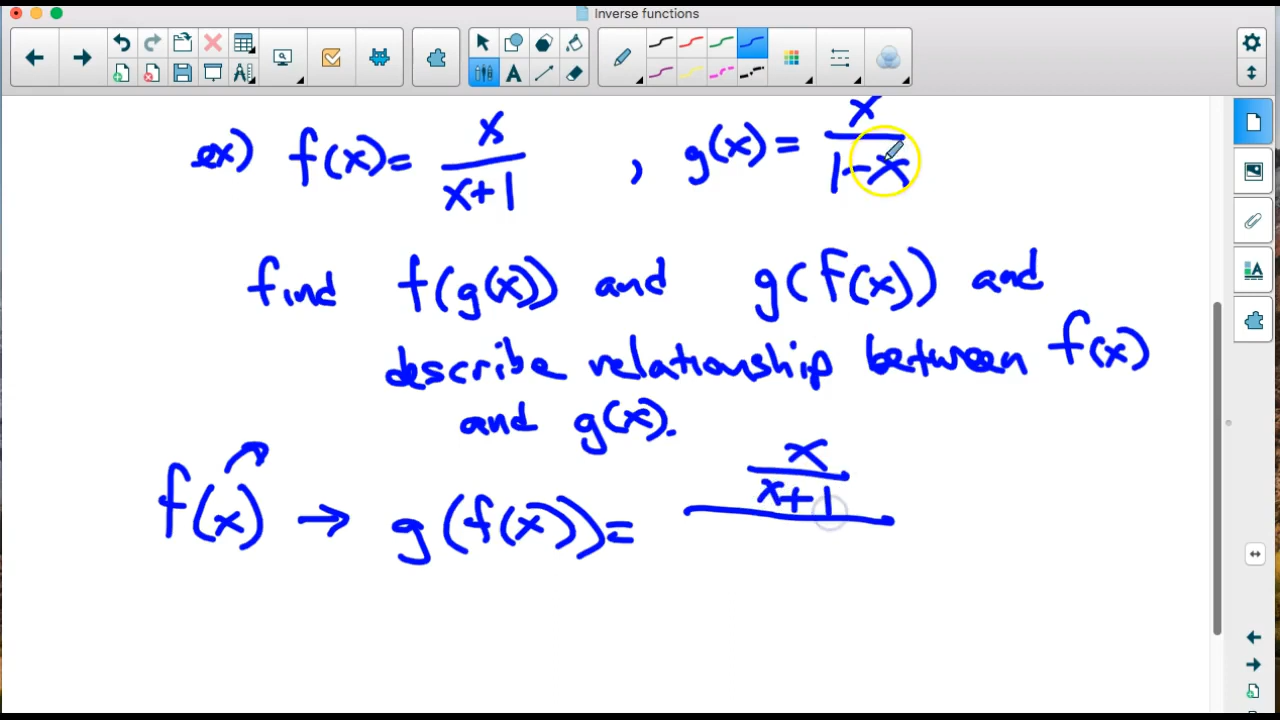 Inverse functions
ex) f(x)= x/(x+1) , g(x)= x/(1-x)
find f(g(x)) and g(f(x)) and
describe relationship between f(x)
and g(x).
f(x) → g(f(x))= x/(x+1)